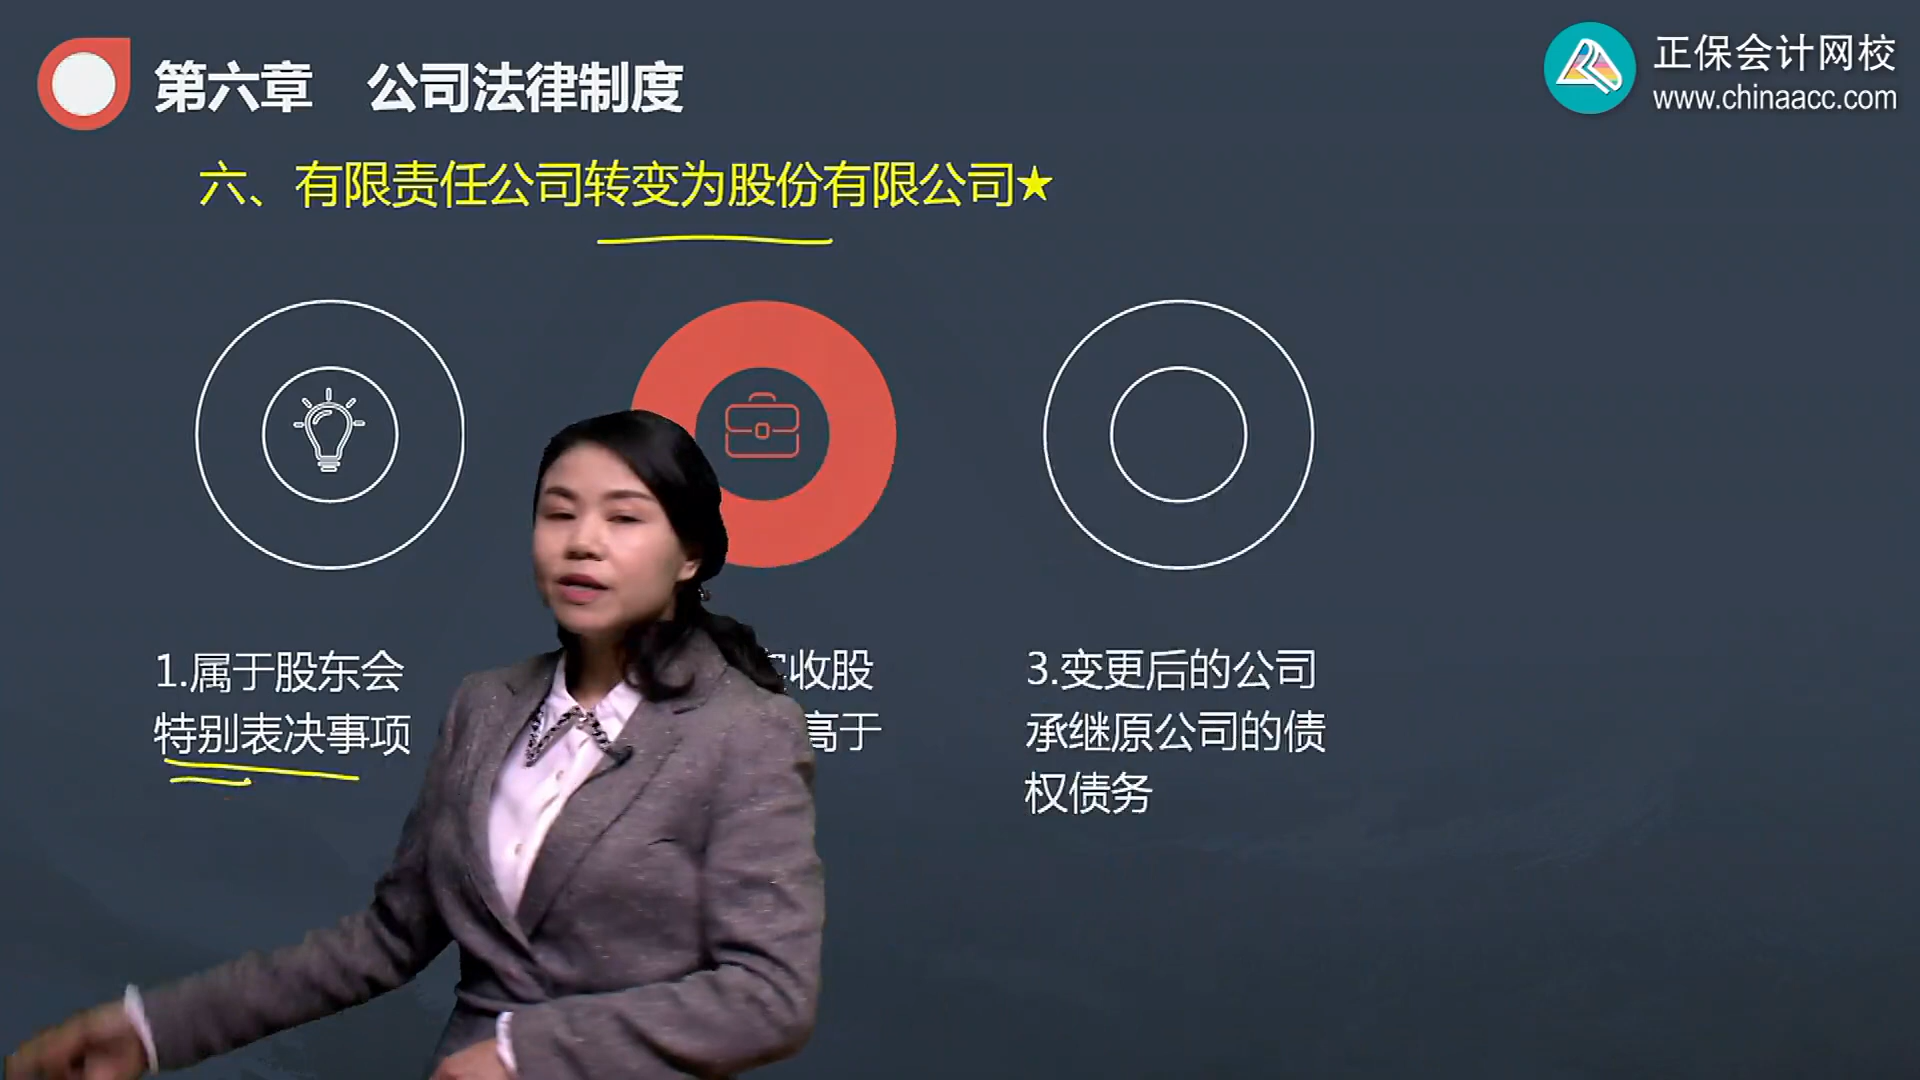 第六章 公司法律制度
正保会计网校
www.chinaacc.com
六、有限责任公司转变为股份有限公司★
1.属于股东会
特别表决事项
收股
高于
3.变更后的公司
承继原公司的债
权债务